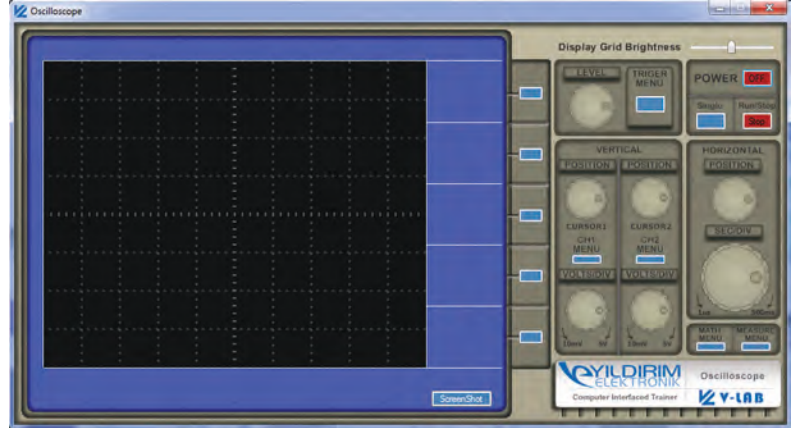 Oscilloscope
Display Grid Brightness
LEVEL
TRIGER
MENU
POWER OFF
Single Run/Stop
Stop
VERTICAL
POSITION POSITION
CURSOR1 CURSOR2
CH1 CH2
MENU MENU
VOLTS/DIV VOLTS/DIV
10mV 5V 10mV 5V
HORIZONTAL
POSITION
SEC/DIV
1us 500ms
MATH MEASURE
MENU MENU
ScreenShot
YILDIRIM
ELEKTRONIK
Computer Interfaced Trainer
Oscilloscope
V-LAB